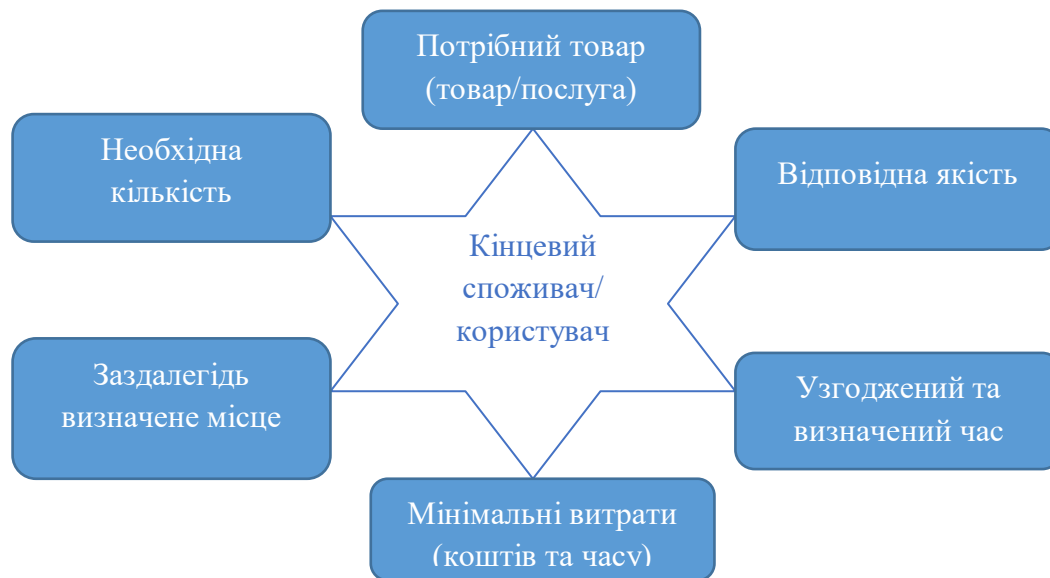 Потрібний товар
(товар/послуга)
Необхідна
кількість
Відповідна якість
Кінцевий
споживач/
користувач
Заздалегідь
визначене місце
Узгоджений та
визначений час
Мінімальні витрати
(коштів та часу)